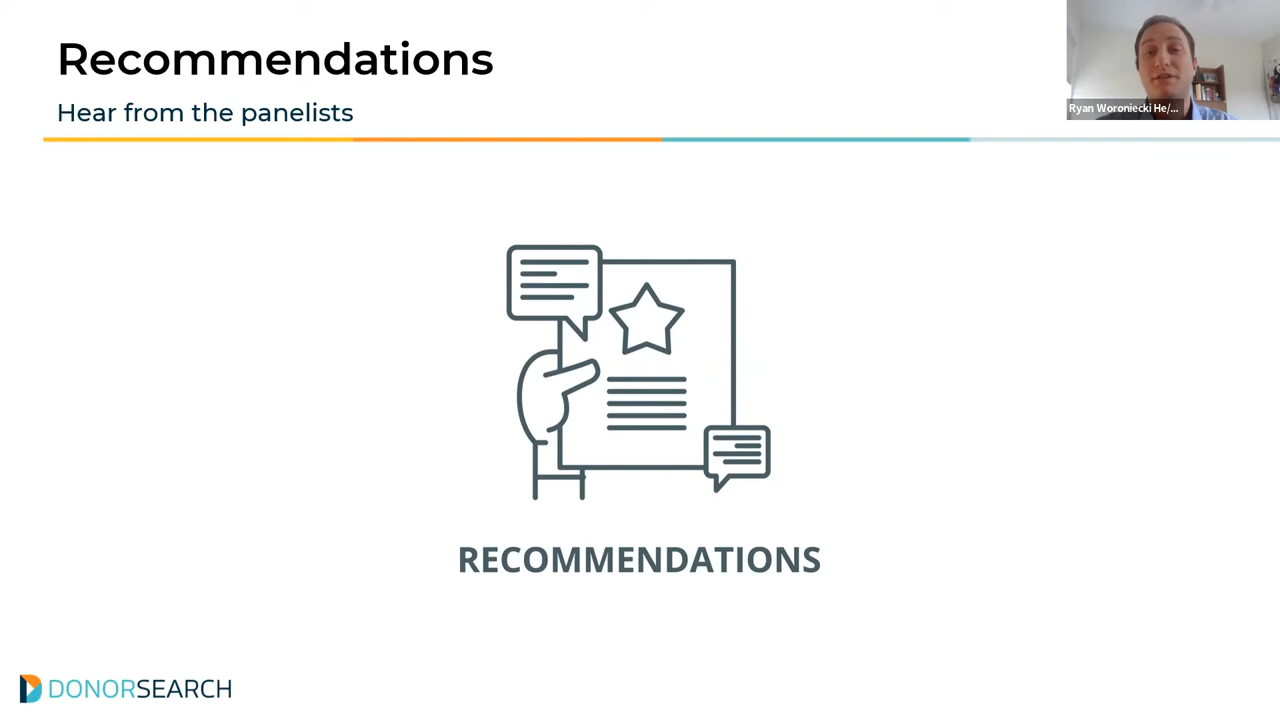 Recommendations
Hear from the panelists
Ryan Woroniecki He/...
RECOMMENDATIONS
DONORSEARCH